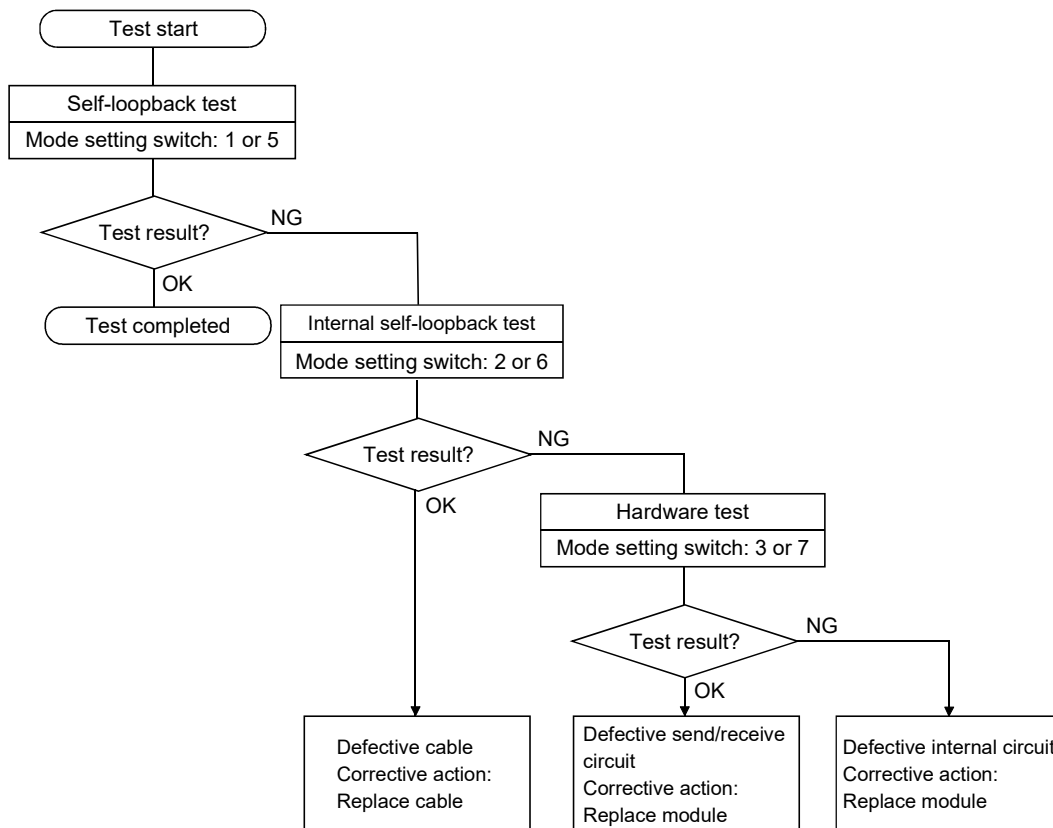 Test start
Self-loopback test
Mode setting switch: 1 or 5
Test result?
NG
OK
Test completed
Internal self-loopback test
Mode setting switch: 2 or 6
Test result?
NG
OK
Hardware test
Mode setting switch: 3 or 7
Test result?
NG
OK
Defective cable
Corrective action:
Replace cable
Defective send/receive
circuit
Corrective action:
Replace module
Defective internal circuit
Corrective action:
Replace module